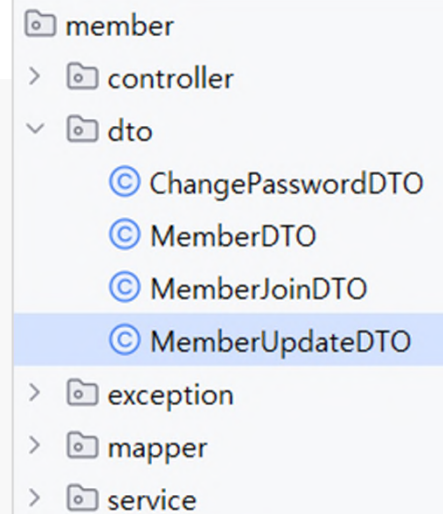 member
controller
dto
ChangePasswordDTO
MemberDTO
MemberJoinDTO
MemberUpdateDTO
exception
mapper
service